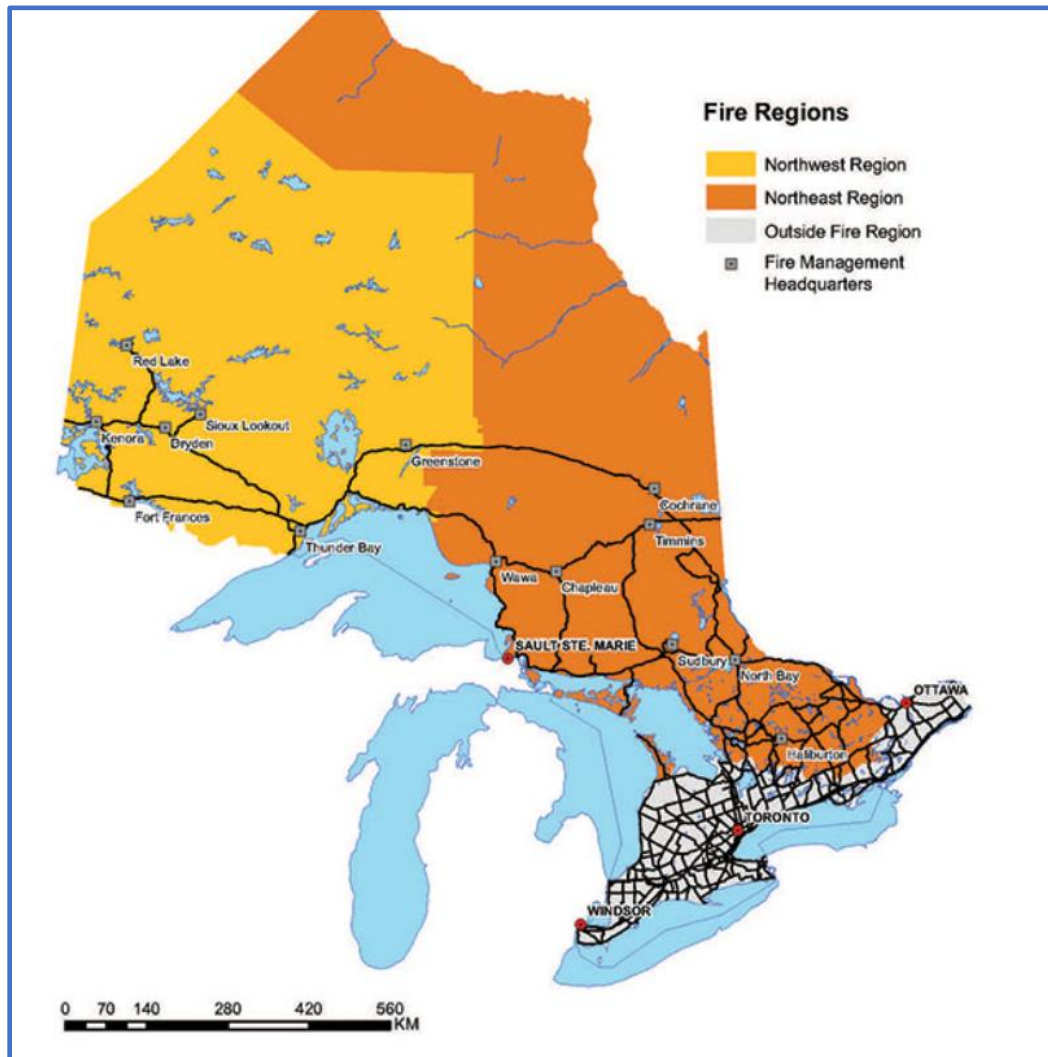 Fire Regions
Northwest Region
Northeast Region
Outside Fire Region
Fire Management
Headquarters
Red Lake
Sioux Lookout
Kenora
Dryden
Greenstone
Cochrane
Fort Frances
Timmins
Thunder Bay
Wawa
Chapleau
SAULT STE. MARIE
Sudbury
North Bay
OTTAWA
Haliburton
TORONTO
WINDSOR
0 70 140 280 420 560
KM